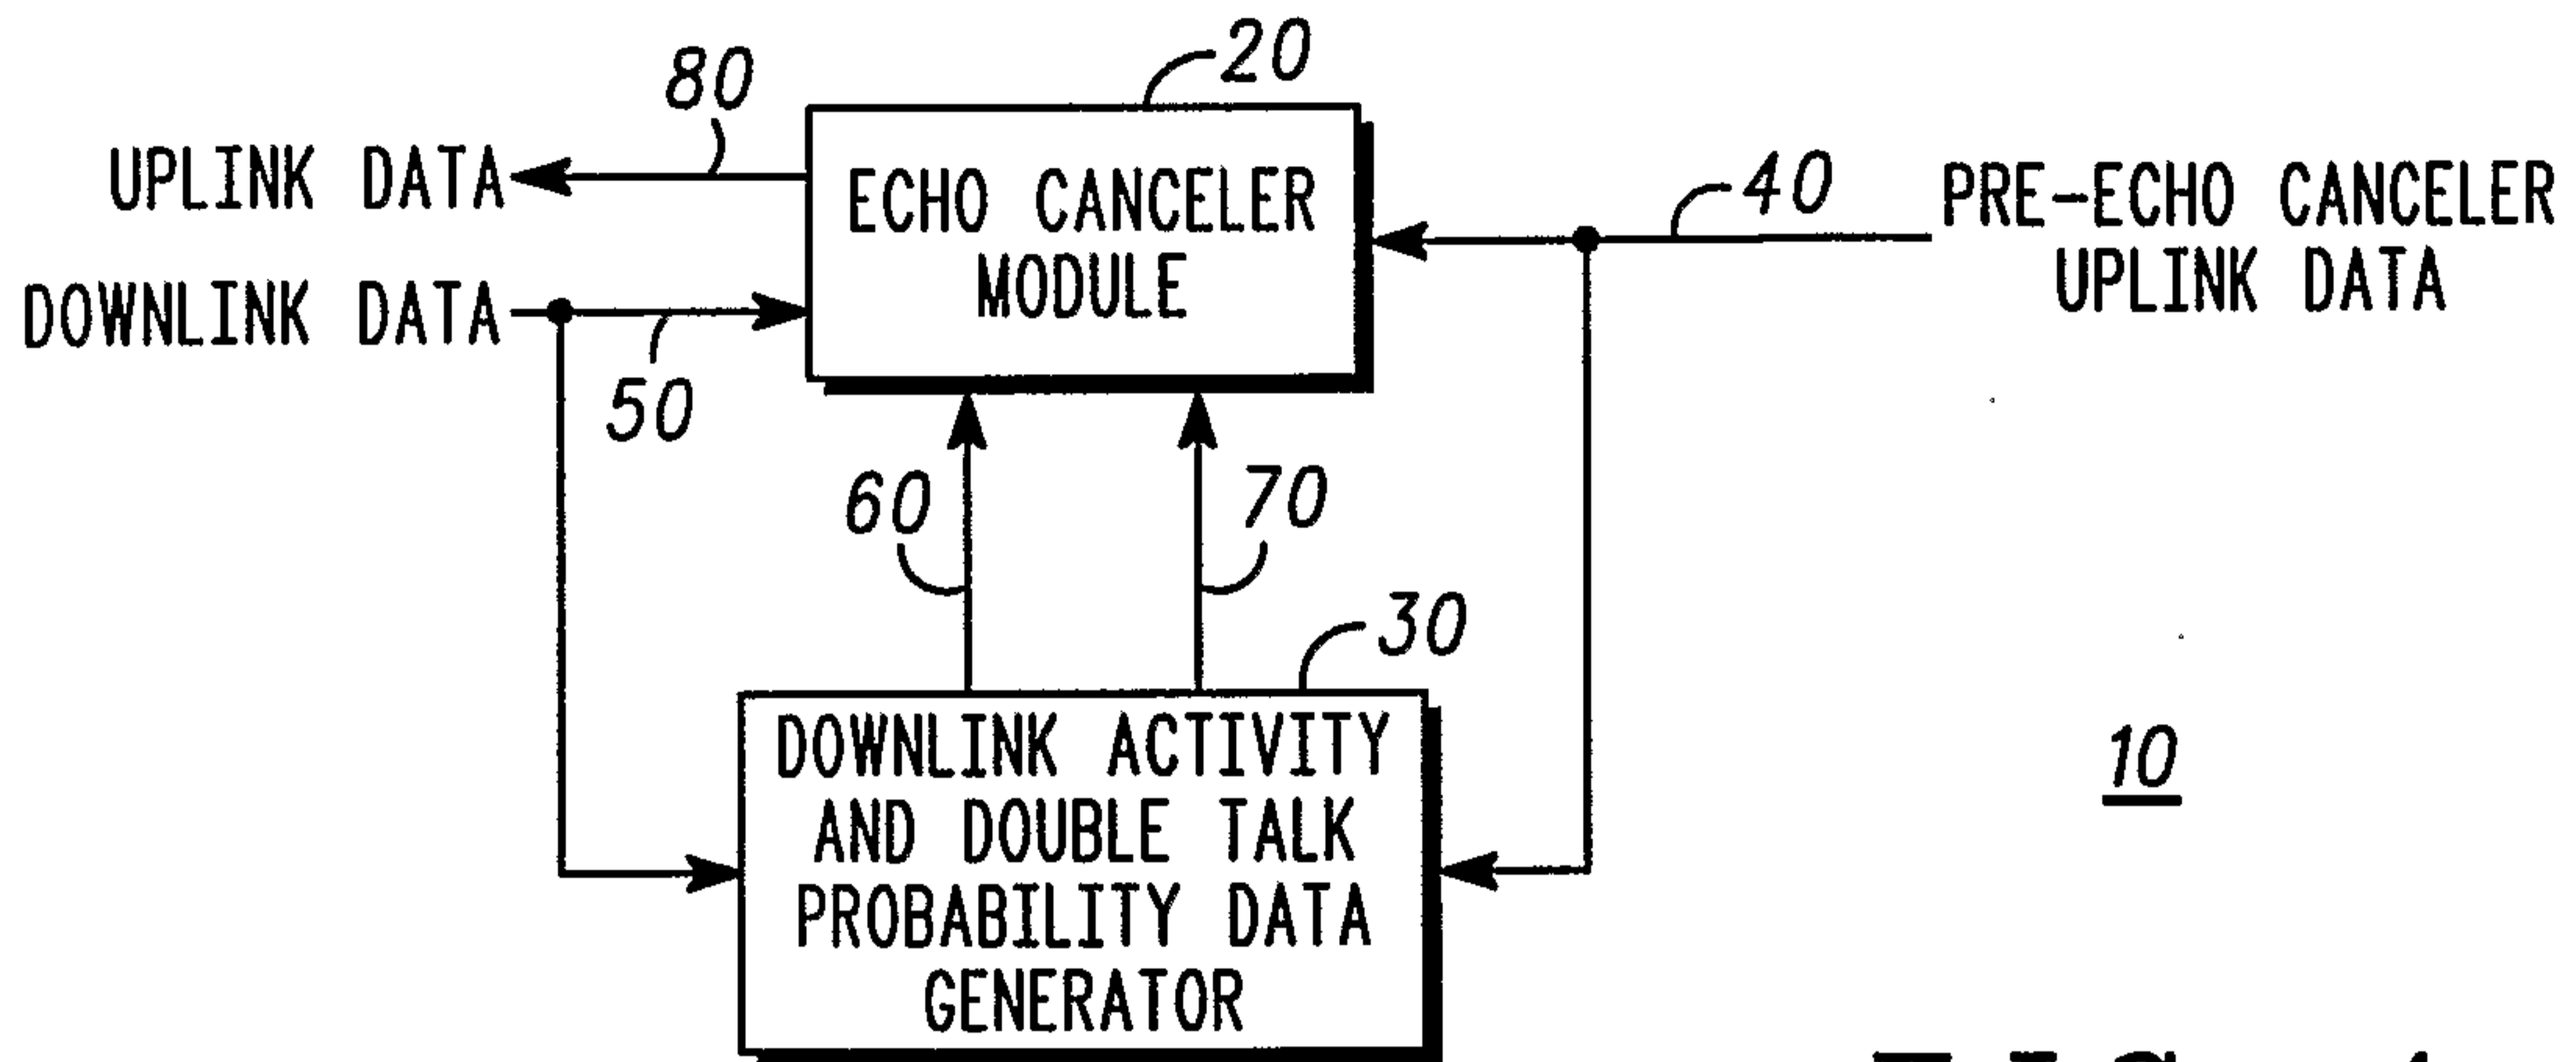 20
80
UPLINK DATA
ECHO CANCELER
MODULE
40
PRE-ECHO CANCELER
UPLINK DATA
DOWNLINK DATA
50
60
70
30
DOWNLINK ACTIVITY
AND DOUBLE TALK
PROBABILITY DATA
GENERATOR
10